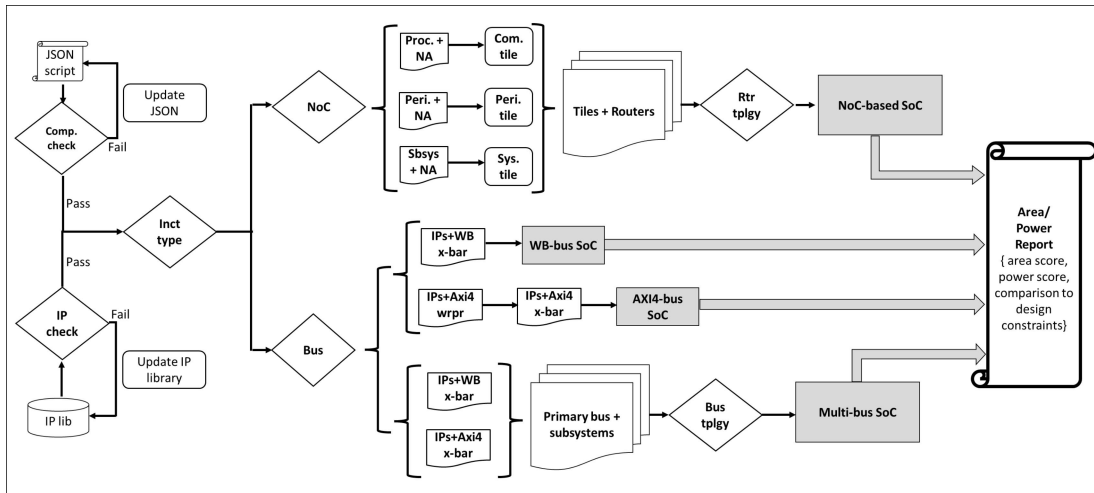 JSON
script
Update
JSON
Comp.
check
Fail
Pass
Inct
type
Pass
IP
check
Fail
Update IP
library
IP lib
NoC
Proc. +
NA
Com.
tile
Peri. +
NA
Peri.
tile
Sbsys
+ NA
Sys.
tile
Tiles + Routers
Rtr
tplgy
NoC-based SoC
Bus
IPs+WB
x-bar
WB-bus SoC
IPs+Axi4
wrpr
IPs+Axi4
x-bar
AXI4-bus
SoC
IPs+WB
x-bar
IPs+Axi4
x-bar
Primary bus +
subsystems
Bus
tplgy
Multi-bus SoC
Area/
Power
Report
{ area score,
power score,
comparison to
design
constraints}